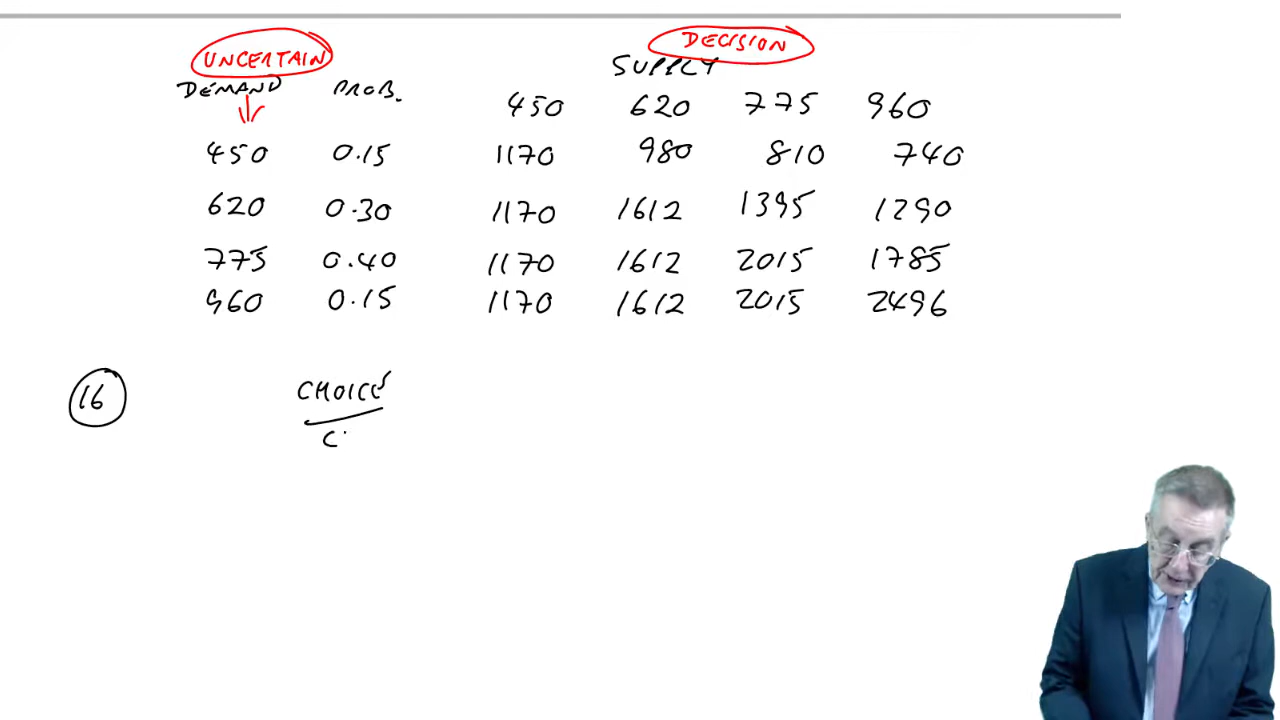 UNCERTAIN DECISION
DEMAND PROB. SUPPLY
450 620 775 960
450 0.15 1170 980 810 740
620 0.30 1170 1612 1395 1290
775 0.40 1170 1612 2015 1785
960 0.15 1170 1612 2015 2496
16 CHOICES
C